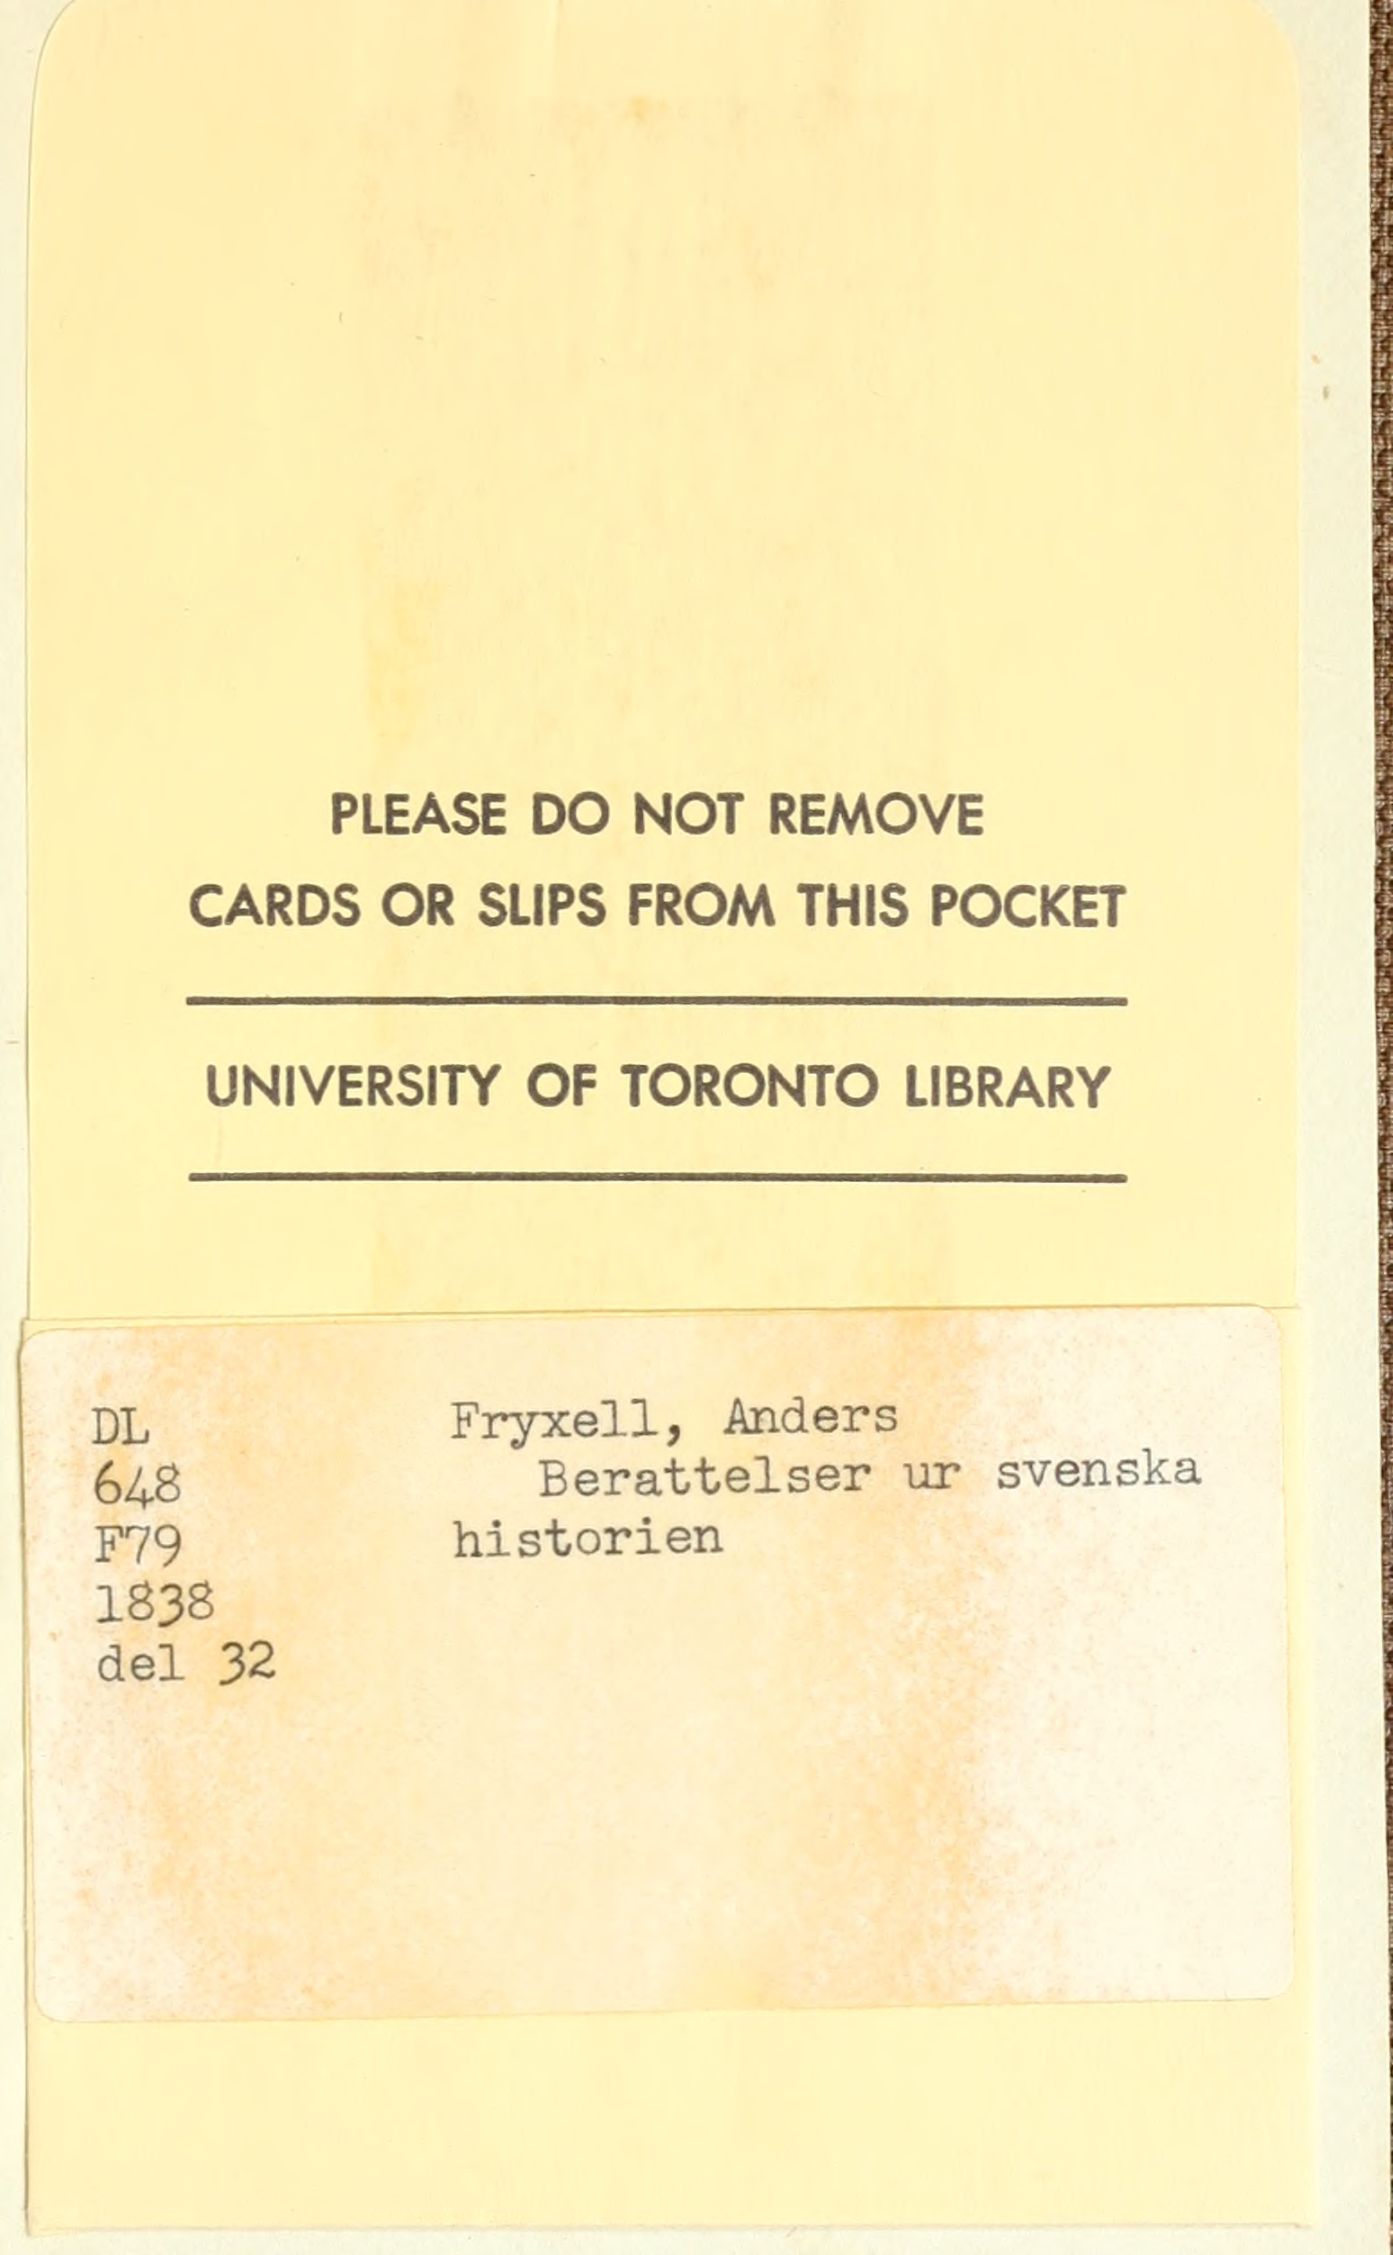 PLEASE DO NOT REMOVE
CARDS OR SLIPS FROM THIS POCKET
UNIVERSITY OF TORONTO LIBRARY
DL
648
F79
1838
del 32
Fryxell, Anders
Berattelser ur svenska
historien